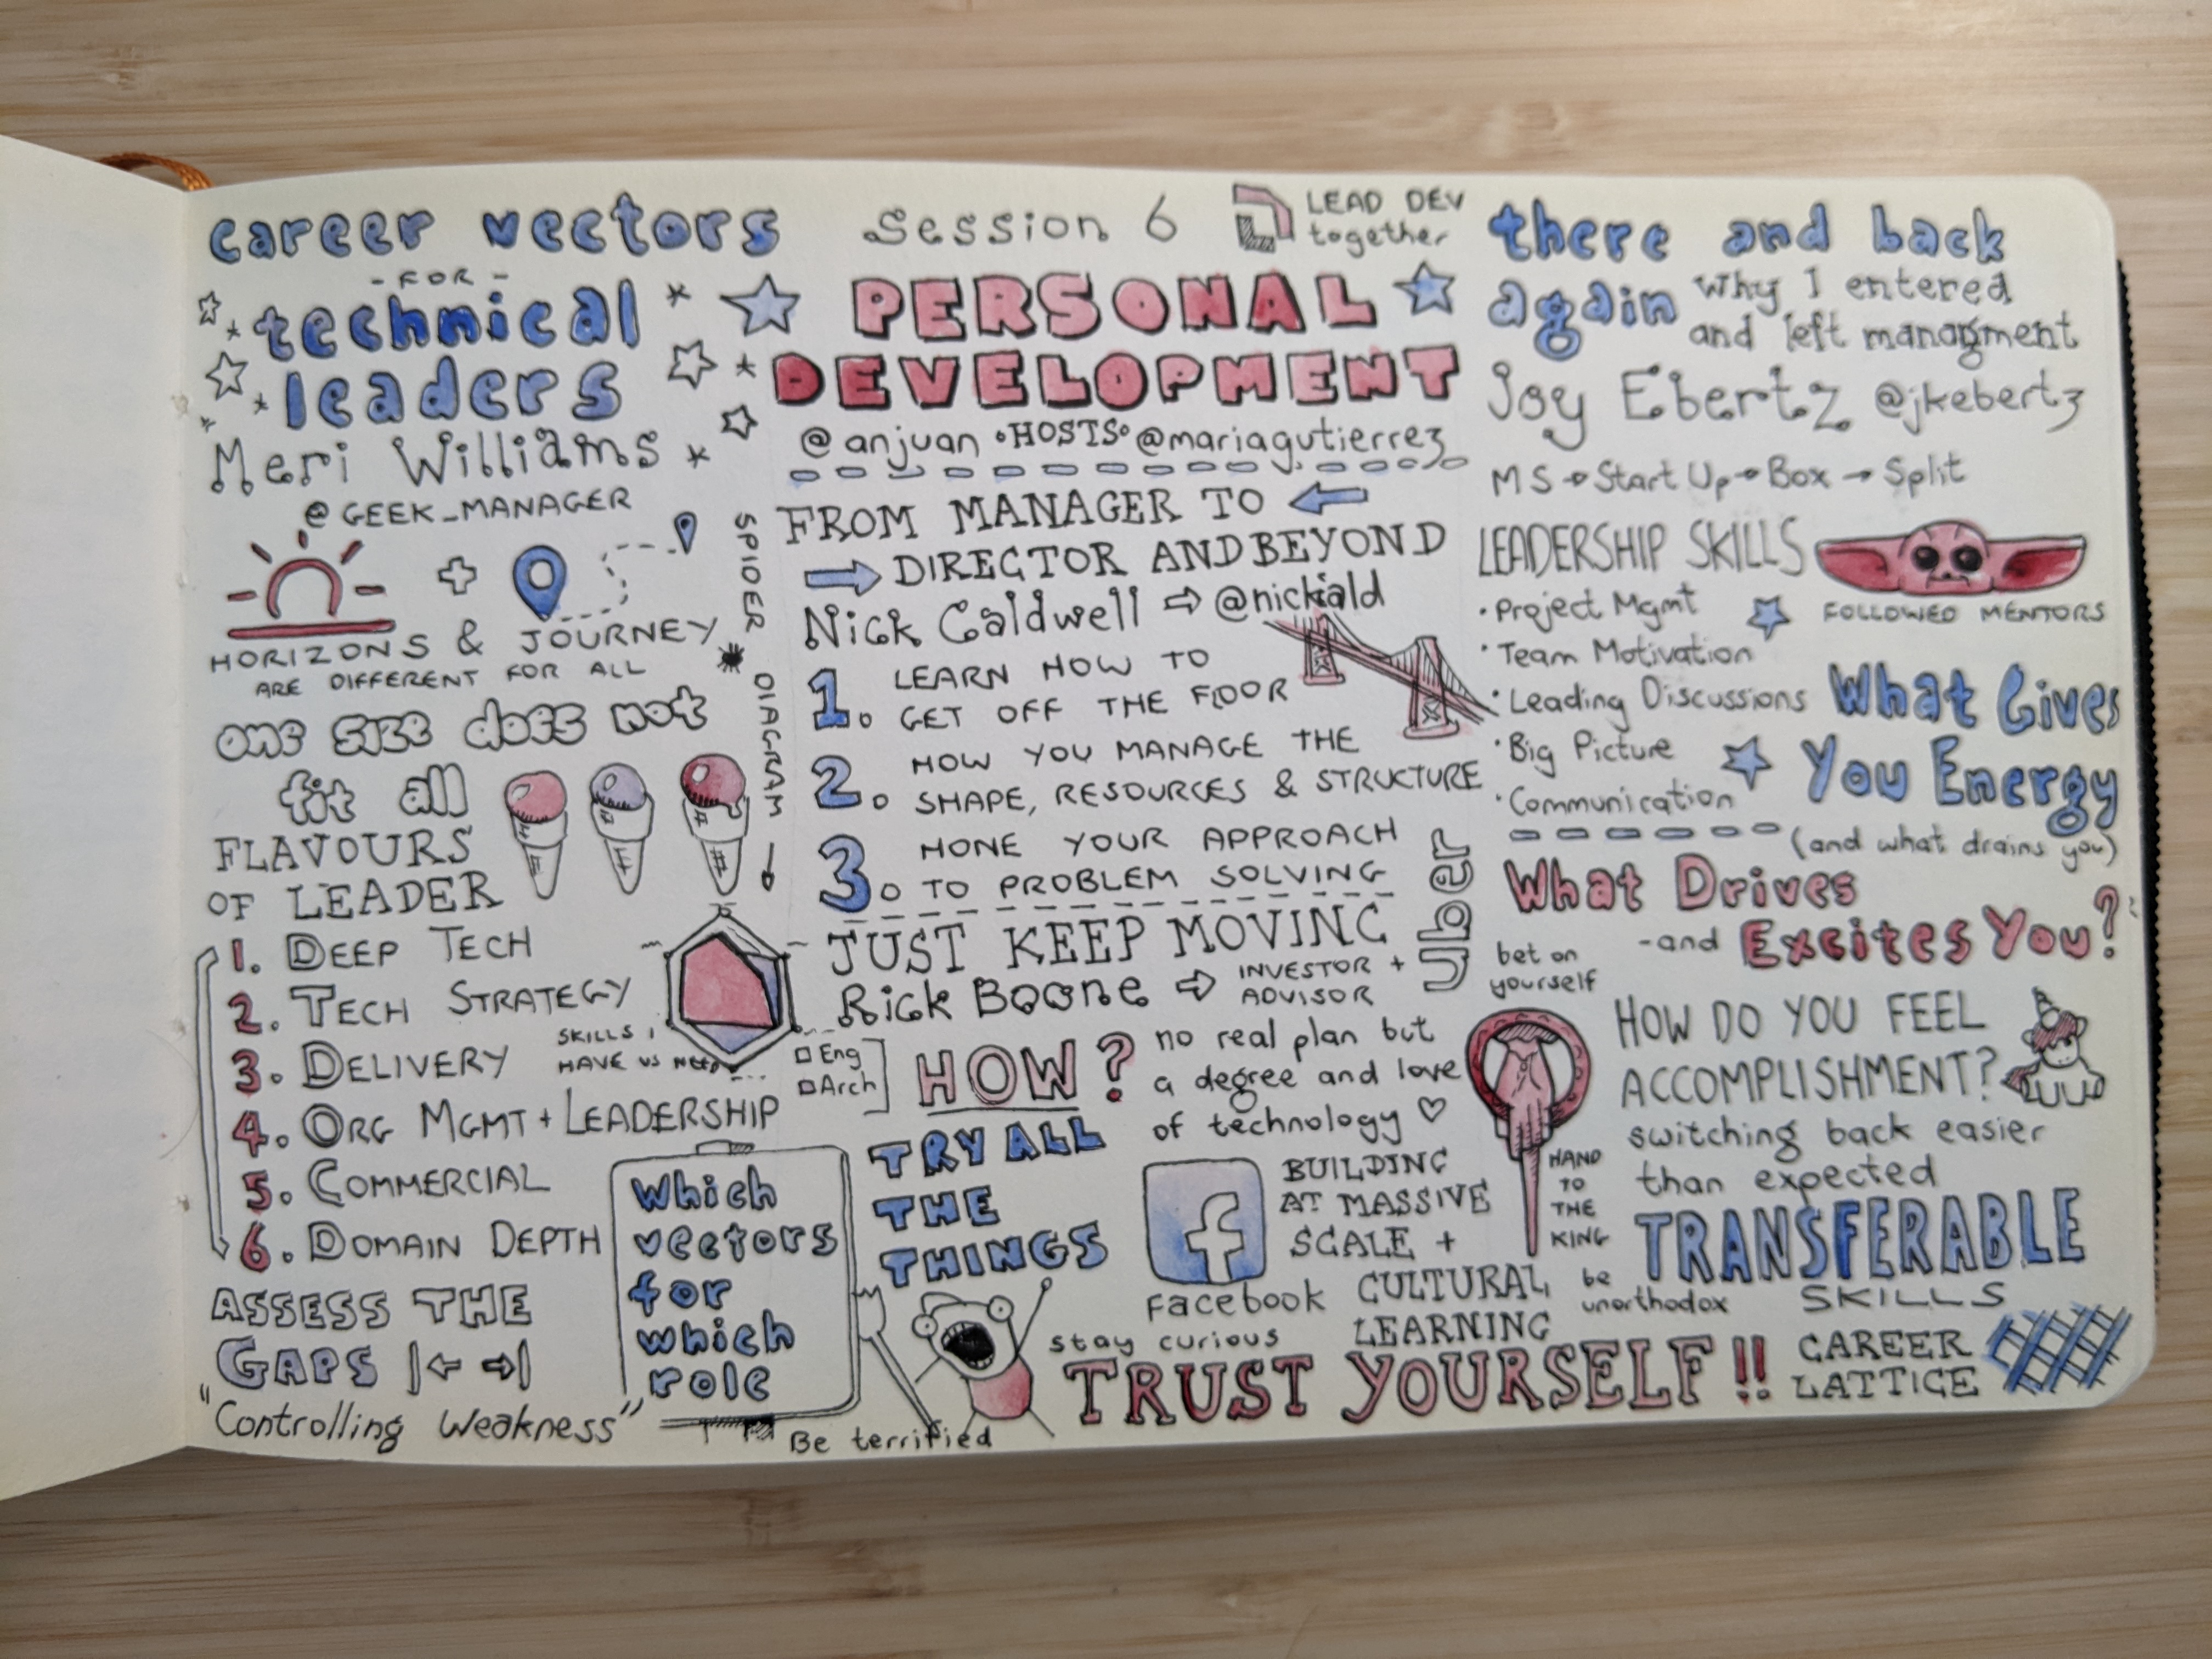 career vectors
- FOR -
technical
leaders
Meri Williams
@GEEK_MANAGER
HORIZONS & JOURNEY
ARE DIFFERENT FOR ALL
one size does not
fit all
FLAVOURS
OF LEADER
1. DEEP TECH
2. TECH STRATEGY
3. DELIVERY
4. ORG MGMT + LEADERSHIP
5. COMMERCIAL
6. DOMAIN DEPTH
SPIDER
DIAGRAM
SKILLS I
HAVE VS NEED
□ Eng
□ Arch
ASSESS THE
GAPS
"Controlling Weakness"
Which
vectors
for
which
role
Session 6
LEAD DEV
together
PERSONAL
DEVELOPMENT
@anjuan •HOSTS• @mariagutierrez
FROM MANAGER TO
DIRECTOR AND BEYOND
Nick Caldwell ⇨
1. LEARN HOW TO
GET OFF THE FLOOR
2. HOW YOU MANAGE THE
SHAPE, RESOURCES & STRUCTURE
3. HONE YOUR APPROACH
TO PROBLEM SOLVING
JUST KEEP MOVING
Rick Boone ⇨ INVESTOR +
ADVISOR
uber
HOW?
no real plan but
a degree and love
of technology ♡
TRY ALL
THE
THINGS
Be terrified
f
Facebook
BUILDING
AT MASSIVE
SCALE +
CULTURAL
LEARNING
stay curious
TRUST YOURSELF!!
there and back
again
Why I entered
and left managment
Joy Ebertz @jkebertz
MS → Start Up → Box → Split
LEADERSHIP SKILLS
• Project Mgmt
• Team Motivation
• Leading Discussions
• Big Picture
• Communication
FOLLOWED MENTORS
What Gives
You Energy
(and what drains you)
What Drives
-and Excites You?
bet on
yourself
HAND
TO
THE
KING
be
unorthodox
HOW DO YOU FEEL
ACCOMPLISHMENT?
switching back easier
than expected
TRANSFERABLE
SKILLS
CAREER
LATTICE